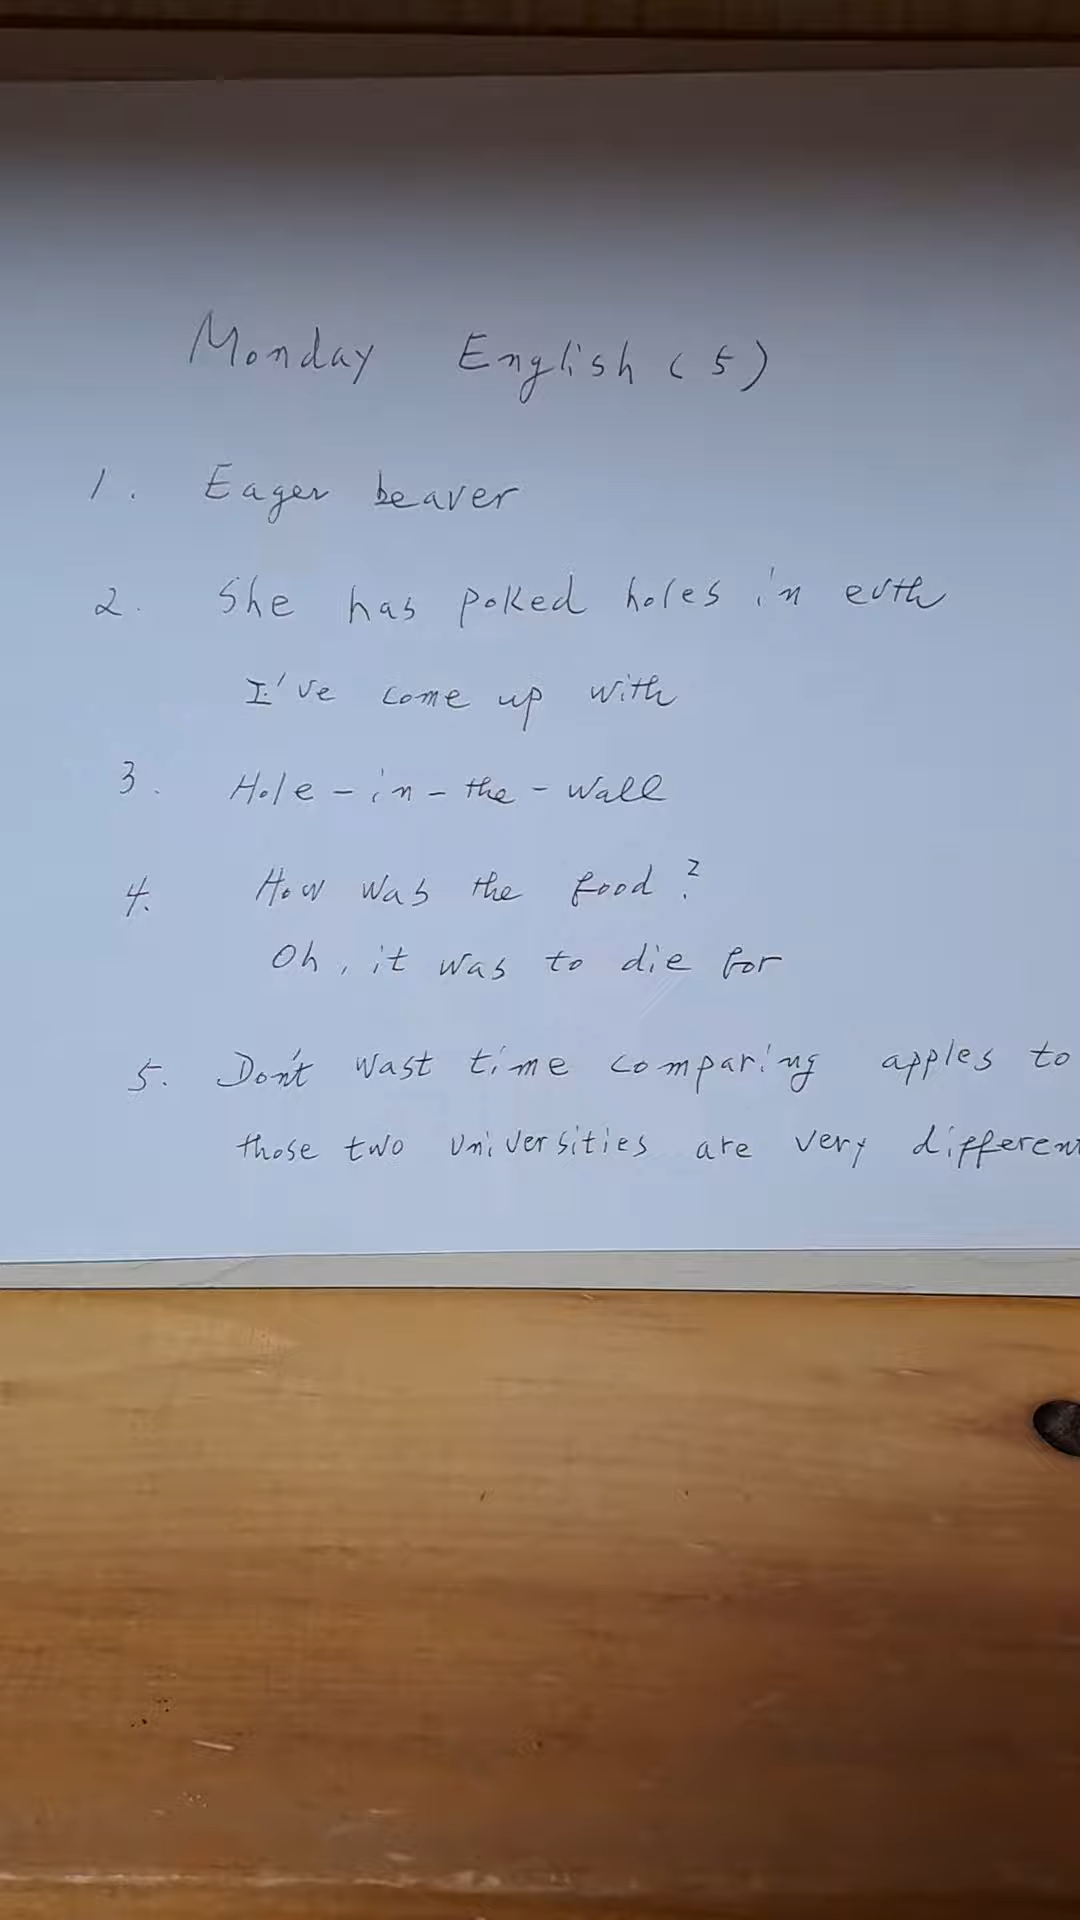 Monday English (5)
1. Eager beaver
2. She has poked holes in evth
I've come up with
3. Hole-in-the-wall
4. How was the food?
Oh, it was to die for
5. Don't wast time comparing apples to
those two universities are very different